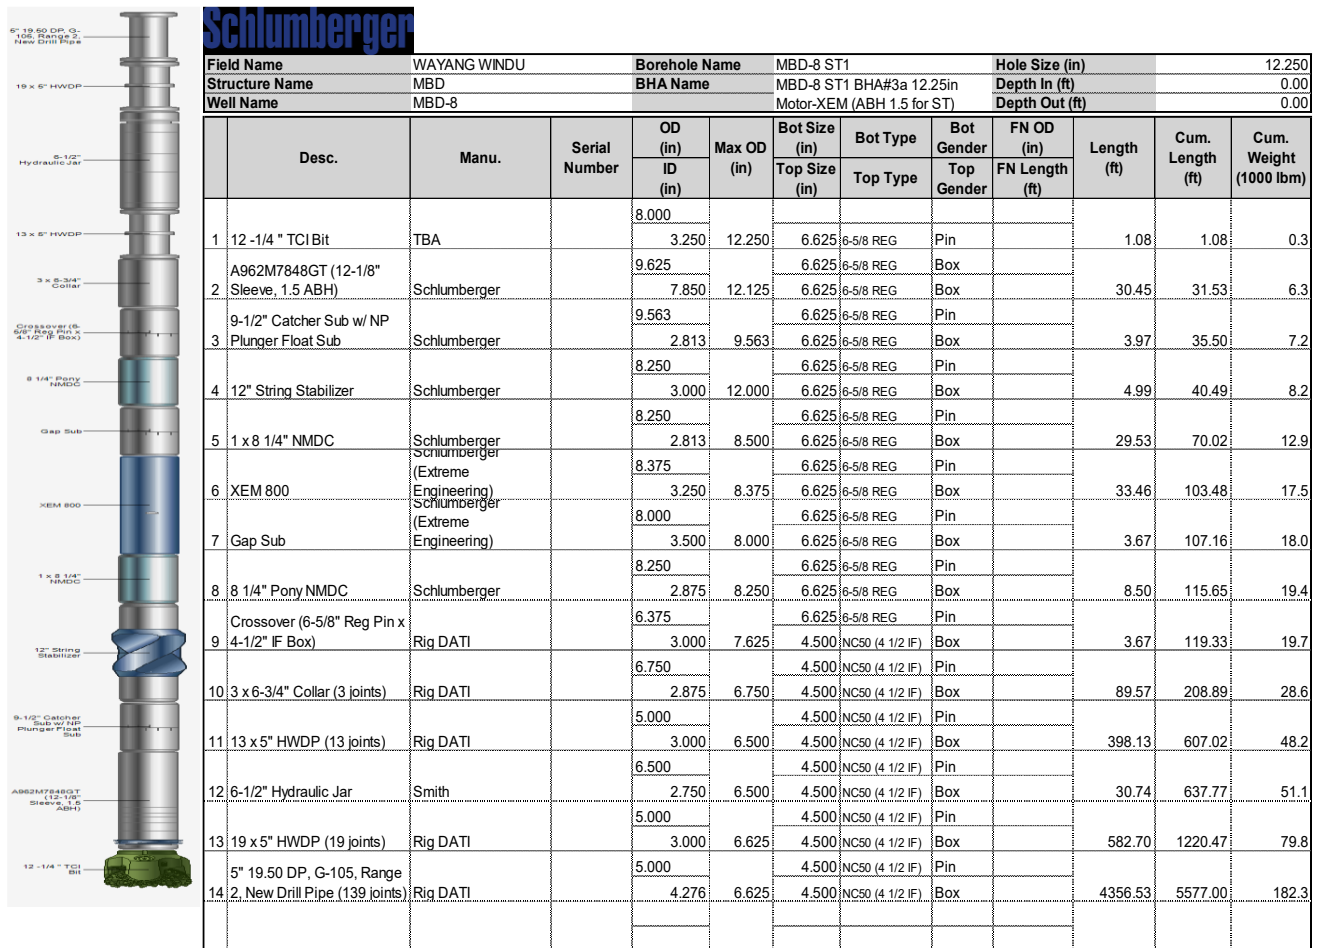 Schlumberger
Field Name WAYANG WINDU Borehole Name MBD-8 ST1 Hole Size (in) 12.250
Structure Name MBD BHA Name MBD-8 ST1 BHA#3a 12.25in Depth In (ft) 0.00
Well Name MBD-8 Motor-XEM (ABH 1.5 for ST) Depth Out (ft) 0.00
Desc. Manu. Serial Number OD (in) ID (in) Max OD (in) Bot Size (in) Top Size (in) Bot Type Top Type Bot Gender Top Gender FN OD (in) FN Length (ft) Length (ft) Cum. Length (ft) Cum. Weight (1000 lbm)
8.000
1 12 -1/4 " TCI Bit TBA 3.250 12.250 6.625 6-5/8 REG Pin 1.08 1.08 0.3
A962M7848GT (12-1/8" 9.625 6.625 6-5/8 REG Box
2 Sleeve, 1.5 ABH) Schlumberger 7.850 12.125 6.625 6-5/8 REG Box 30.45 31.53 6.3
9-1/2" Catcher Sub w/ NP 9.563 6.625 6-5/8 REG Pin
3 Plunger Float Sub Schlumberger 2.813 9.563 6.625 6-5/8 REG Box 3.97 35.50 7.2
8.250 6.625 6-5/8 REG Pin
4 12" String Stabilizer Schlumberger 3.000 12.000 6.625 6-5/8 REG Box 4.99 40.49 8.2
8.250 6.625 6-5/8 REG Pin
5 1 x 8 1/4" NMDC Schlumberger 2.813 8.500 6.625 6-5/8 REG Box 29.53 70.02 12.9
Schlumberger
(Extreme 8.375 6.625 6-5/8 REG Pin
6 XEM 800 Engineering) 3.250 8.375 6.625 6-5/8 REG Box 33.46 103.48 17.5
Schlumberger
(Extreme 8.000 6.625 6-5/8 REG Pin
7 Gap Sub Engineering) 3.500 8.000 6.625 6-5/8 REG Box 3.67 107.16 18.0
8.250 6.625 6-5/8 REG Pin
8 8 1/4" Pony NMDC Schlumberger 2.875 8.250 6.625 6-5/8 REG Box 8.50 115.65 19.4
Crossover (6-5/8" Reg Pin x 6.375 6.625 6-5/8 REG Pin
9 4-1/2" IF Box) Rig DATI 3.000 7.625 4.500 NC50 (4 1/2 IF) Box 3.67 119.33 19.7
6.750 4.500 NC50 (4 1/2 IF) Pin
10 3 x 6-3/4" Collar (3 joints) Rig DATI 2.875 6.750 4.500 NC50 (4 1/2 IF) Box 89.57 208.89 28.6
5.000 4.500 NC50 (4 1/2 IF) Pin
11 13 x 5" HWDP (13 joints) Rig DATI 3.000 6.500 4.500 NC50 (4 1/2 IF) Box 398.13 607.02 48.2
6.500 4.500 NC50 (4 1/2 IF) Pin
12 6-1/2" Hydraulic Jar Smith 2.750 6.500 4.500 NC50 (4 1/2 IF) Box 30.74 637.77 51.1
5.000 4.500 NC50 (4 1/2 IF) Pin
13 19 x 5" HWDP (19 joints) Rig DATI 3.000 6.625 4.500 NC50 (4 1/2 IF) Box 582.70 1220.47 79.8
5" 19.50 DP, G-105, Range 5.000 4.500 NC50 (4 1/2 IF) Pin
14 2, New Drill Pipe (139 joints) Rig DATI 4.276 6.625 4.500 NC50 (4 1/2 IF) Box 4356.53 5577.00 182.3
5" 19.50 DP, G-
105, Range 2,
New Drill Pipe
19 x 5" HWDP
6-1/2"
Hydraulic Jar
13 x 5" HWDP
3 x 6-3/4"
Collar
Crossover (6-
5/8" Reg Pin x
4-1/2" IF Box)
8 1/4" Pony
NMDC
Gap Sub
XEM 800
1 x 8 1/4"
NMDC
12" String
Stabilizer
9-1/2" Catcher
Sub w/ NP
Plunger Float
Sub
A962M7848GT
(12-1/8"
Sleeve, 1.5
ABH)
12 -1/4 " TCI
Bit